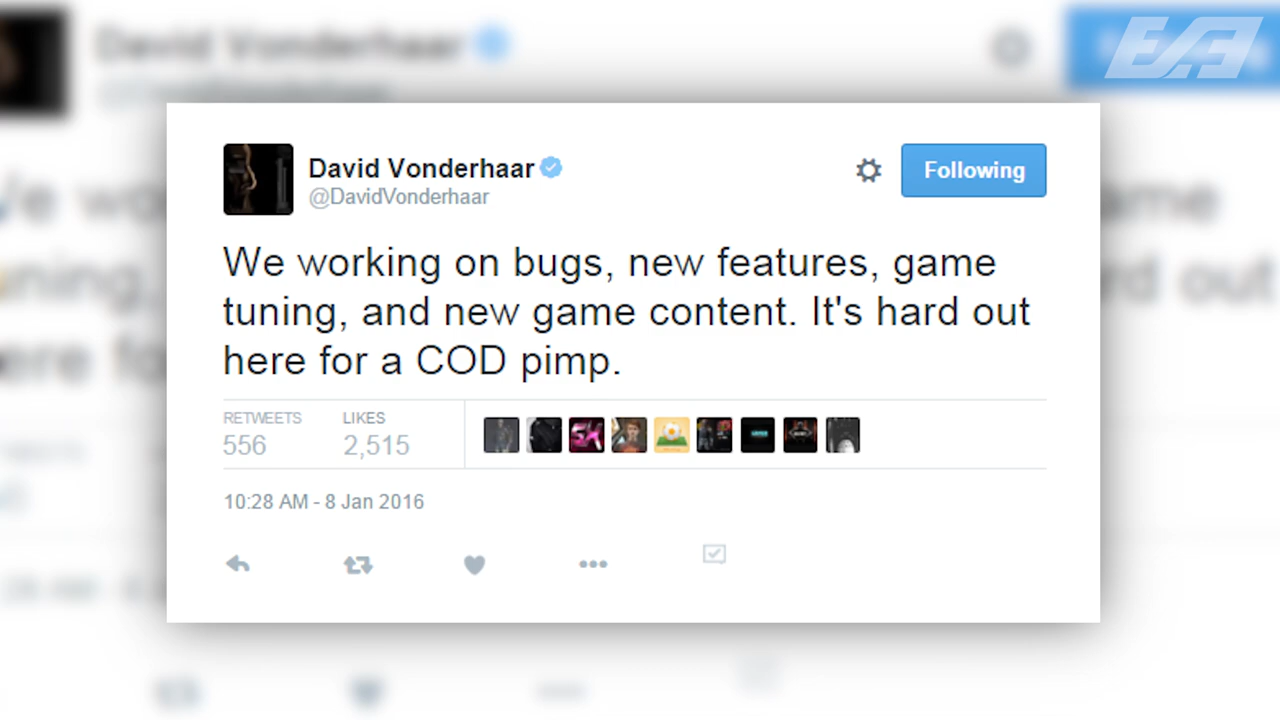 David Vonderhaar
@DavidVonderhaar
Following
We working on bugs, new features, game
tuning, and new game content. It's hard out
here for a COD pimp.
RETWEETS LIKES
556 2,515
10:28 AM - 8 Jan 2016